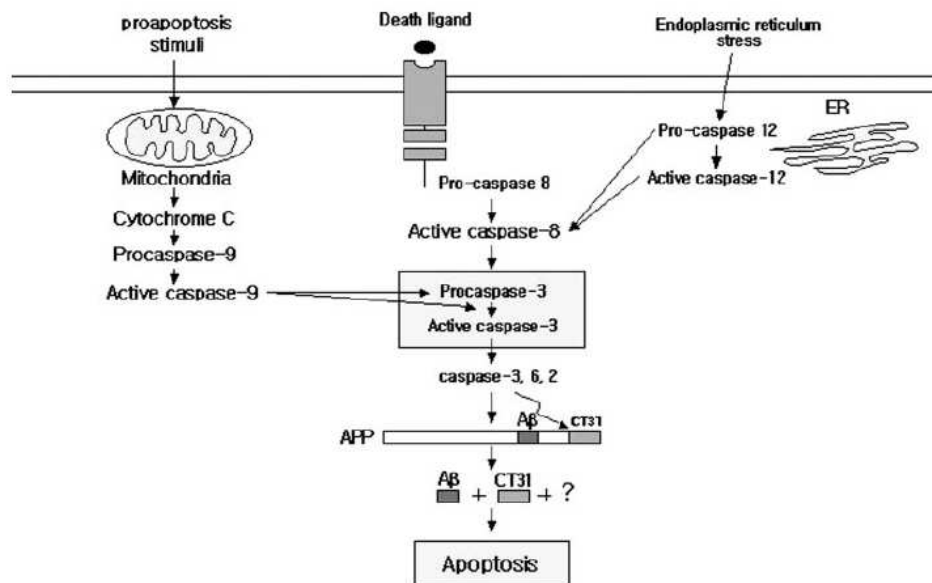 proapoptosis
stimuli
Death ligand
Endoplasmic reticulum
stress
ER
Pro-caspase 12
Active caspase-12
Mitochondria
Cytochrome C
Procaspase-9
Active caspase-9
Pro-caspase 8
Active caspase-8
Procaspase-3
Active caspase-3
caspase-3, 6, 2
Aβ
CT31
APP
Aβ + CT31 + ?
Apoptosis